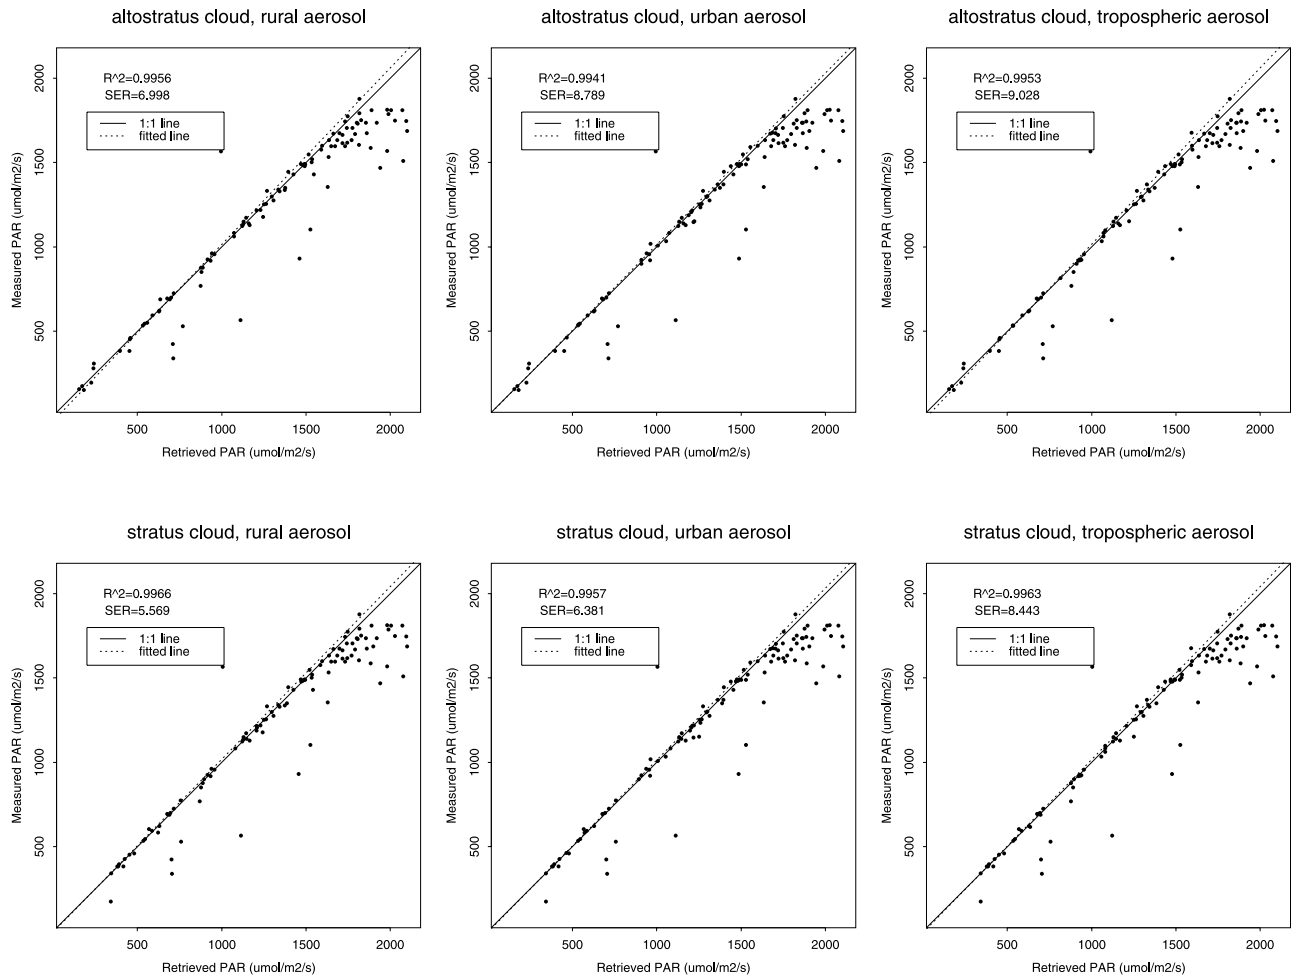 altostratus cloud, rural aerosol
R^2=0.9956
SER=6.998
1:1 line
fitted line
Measured PAR (umol/m2/s)
500 1000 1500 2000
500 1000 1500 2000
Retrieved PAR (umol/m2/s)
altostratus cloud, urban aerosol
R^2=0.9941
SER=8.789
1:1 line
fitted line
Measured PAR (umol/m2/s)
500 1000 1500 2000
500 1000 1500 2000
Retrieved PAR (umol/m2/s)
altostratus cloud, tropospheric aerosol
R^2=0.9953
SER=9.028
1:1 line
fitted line
Measured PAR (umol/m2/s)
500 1000 1500 2000
500 1000 1500 2000
Retrieved PAR (umol/m2/s)
stratus cloud, rural aerosol
R^2=0.9966
SER=5.569
1:1 line
fitted line
Measured PAR (umol/m2/s)
500 1000 1500 2000
500 1000 1500 2000
Retrieved PAR (umol/m2/s)
stratus cloud, urban aerosol
R^2=0.9957
SER=6.381
1:1 line
fitted line
Measured PAR (umol/m2/s)
500 1000 1500 2000
500 1000 1500 2000
Retrieved PAR (umol/m2/s)
stratus cloud, tropospheric aerosol
R^2=0.9963
SER=8.443
1:1 line
fitted line
Measured PAR (umol/m2/s)
500 1000 1500 2000
500 1000 1500 2000
Retrieved PAR (umol/m2/s)